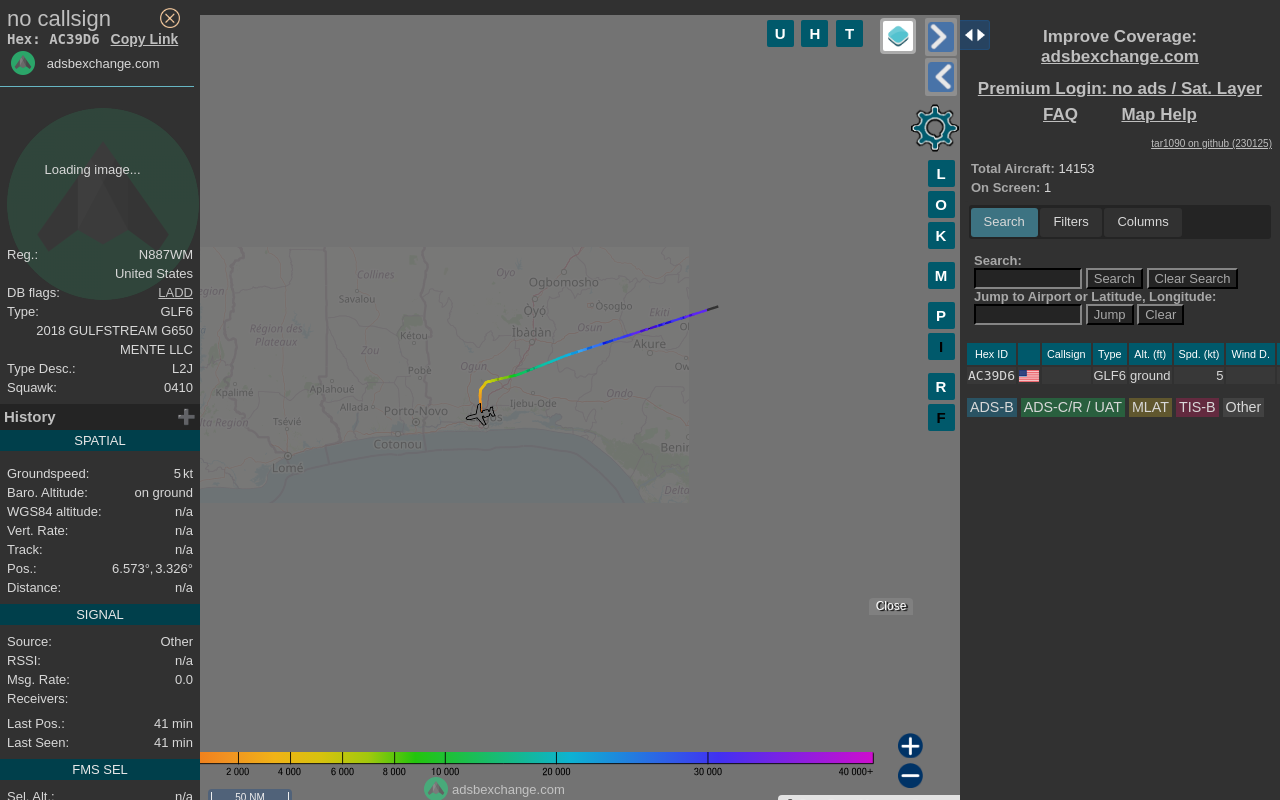 no callsign
Hex: AC39D6 Copy Link
adsbexchange.com
Loading image...
Reg.: N887WM
United States
DB flags: LADD
Type: GLF6
2018 GULFSTREAM G650
MENTE LLC
Type Desc.: L2J
Squawk: 0410
History
SPATIAL
Groundspeed: 5 kt
Baro. Altitude: on ground
WGS84 altitude: n/a
Vert. Rate: n/a
Track: n/a
Pos.: 6.573°, 3.326°
Distance: n/a
SIGNAL
Source: Other
RSSI: n/a
Msg. Rate: 0.0
Receivers:
Last Pos.: 41 min
Last Seen: 41 min
FMS SEL
Sel. Alt.: n/a
U H T
L
O
K
M
P
I
R
F
Collines
Oyo
Ogbomosho
Savalou
Òyó
Òsogbo
Ekiti
Région des
Plateaux
Kétou
Ìbàdàn
Osun
Akure
Zou
Pobè
Ogun
Kpalimé
Aplahoué
Ondo
Allada
Porto-Novo
Ijebu-Ode
Tsévié
Cotonou
Lomé
Benin
Delta
Close
2 000 4 000 6 000 8 000 10 000 20 000 30 000 40 000+
adsbexchange.com
50 NM
Improve Coverage:
adsbexchange.com
Premium Login: no ads / Sat. Layer
FAQ Map Help
tar1090 on github (230125)
Total Aircraft: 14153
On Screen: 1
Search Filters Columns
Search:
Search Clear Search
Jump to Airport or Latitude, Longitude:
Jump Clear
Hex ID Callsign Type Alt. (ft) Spd. (kt) Wind D.
AC39D6 GLF6 ground 5
ADS-B ADS-C/R / UAT MLAT TIS-B Other